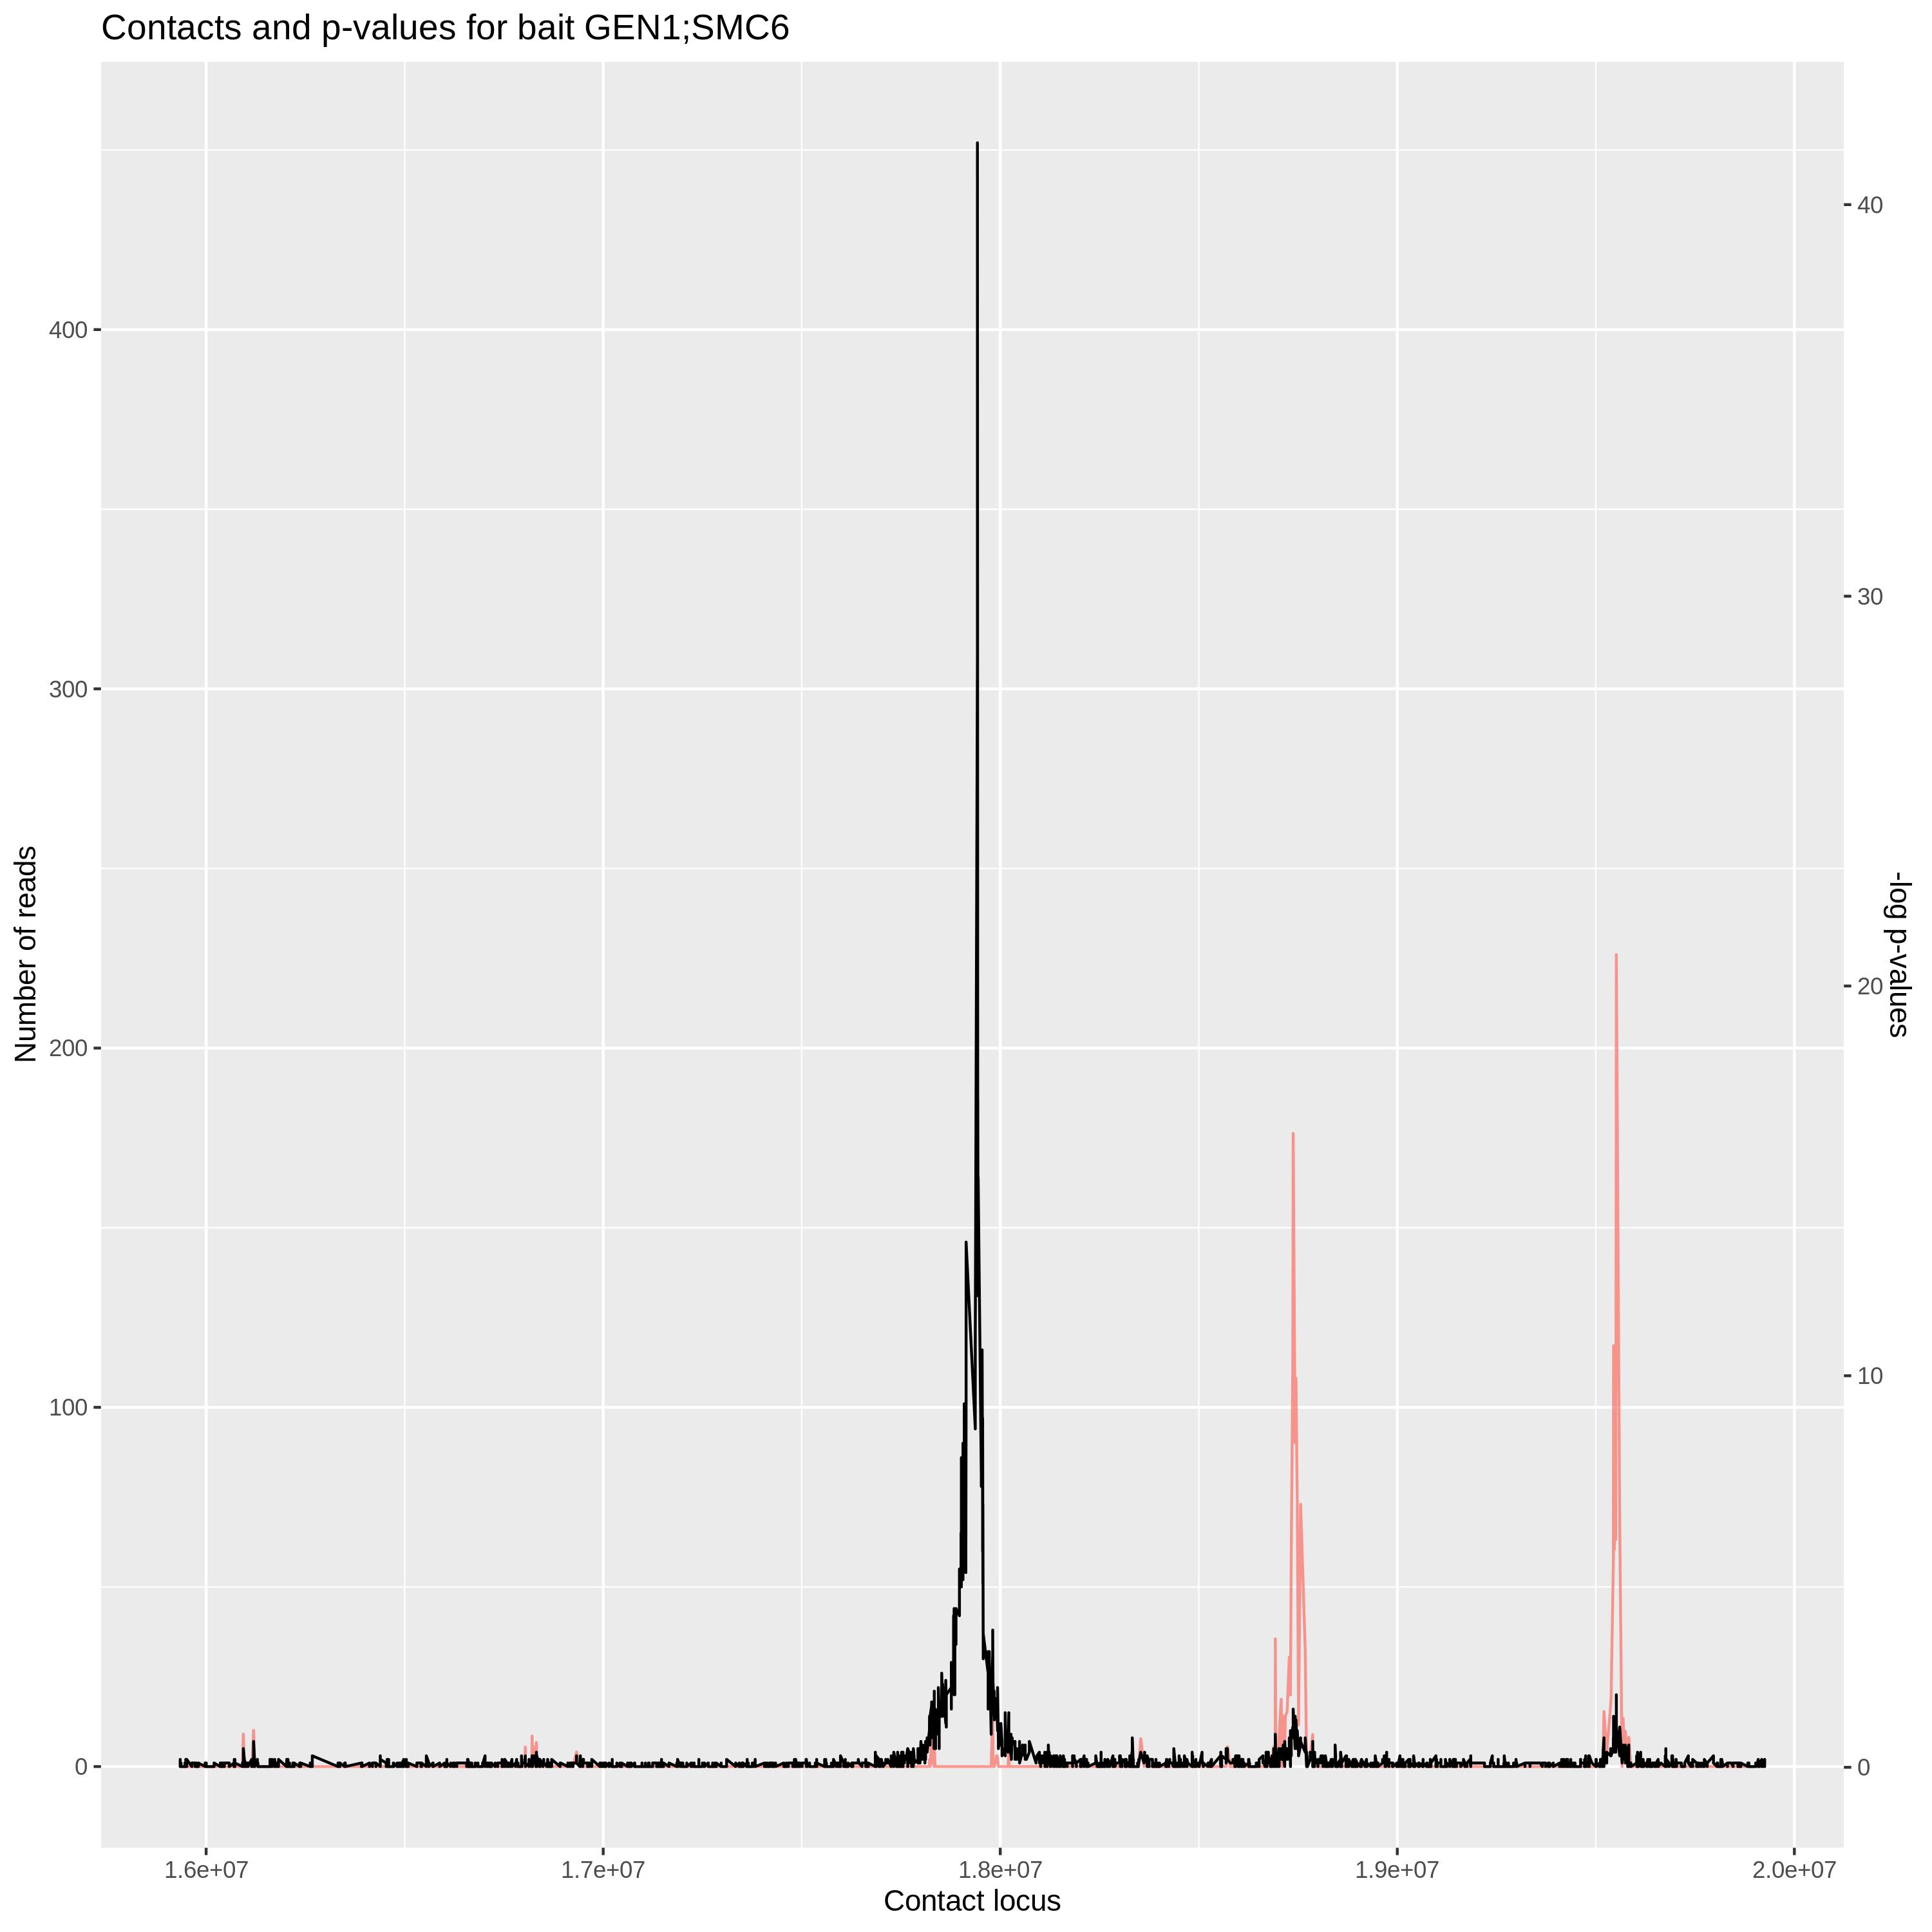 Contacts and p-values for bait GEN1;SMC6
Number of reads
400
300
200
100
0
40
30
20
10
0
-log p-values
1.6e+07
1.7e+07
1.8e+07
1.9e+07
2.0e+07
Contact locus